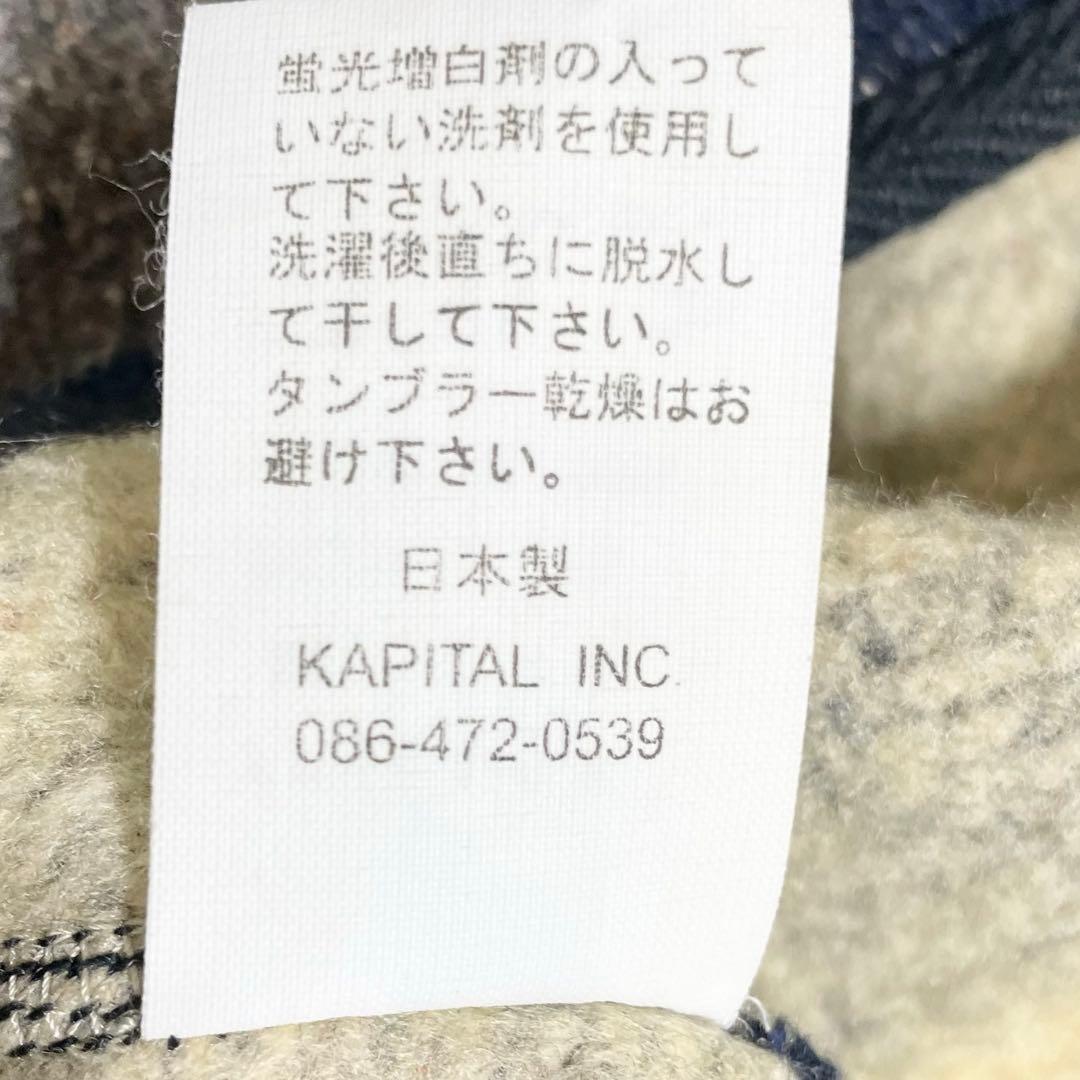 蛍光増白剤の入って
いない洗剤を使用し
て下さい。
洗濯後直ちに脱水し
て干して下さい。
タンブラー乾燥はお
避け下さい。
日本製
KAPITAL INC.
086-472-0539